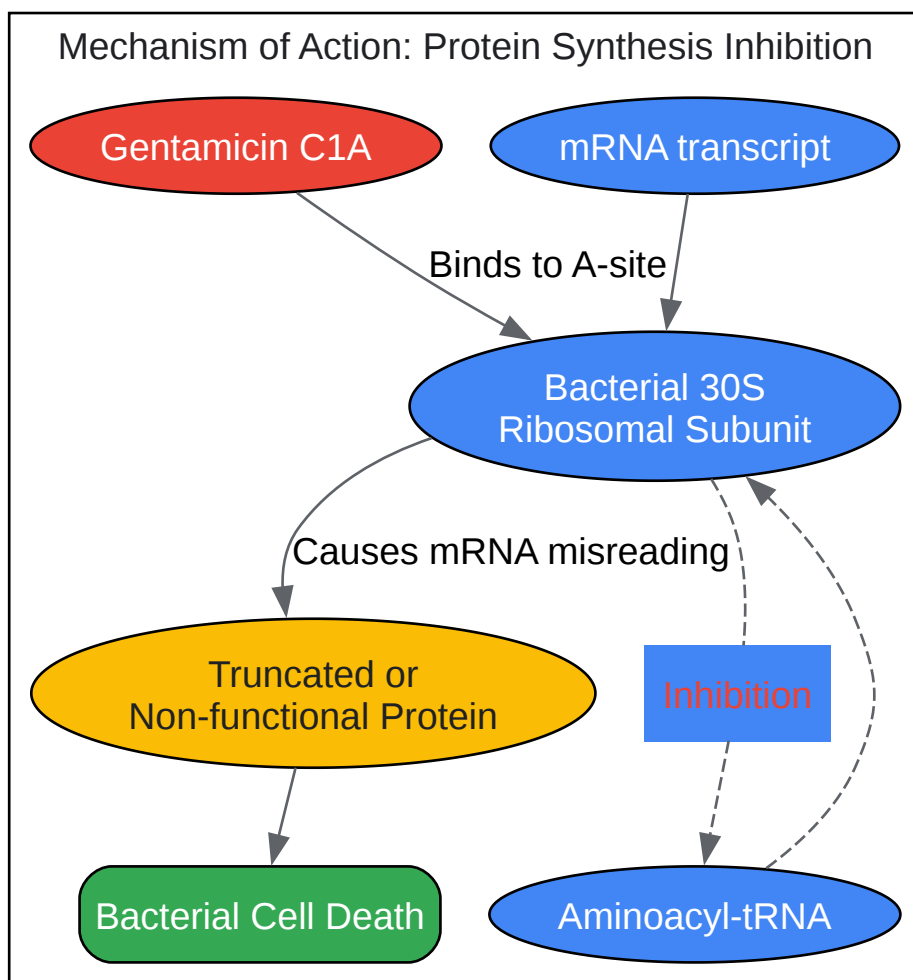 Mechanism of Action: Protein Synthesis Inhibition
Gentamicin C1A
mRNA transcript
Binds to A-site
Bacterial 30S
Ribosomal Subunit
Causes mRNA misreading
Truncated or
Non-functional Protein
Inhibition
Bacterial Cell Death
Aminoacyl-tRNA